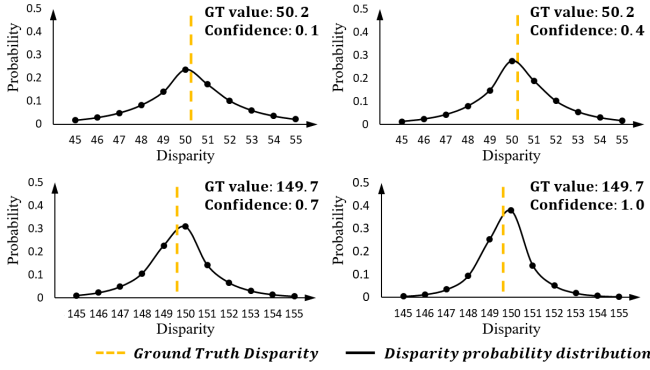 0.5
0.4
0.3
0.2
0.1
0
Probability
GT value: 50.2
Confidence: 0.1
45 46 47 48 49 50 51 52 53 54 55
Disparity
0.5
0.4
0.3
0.2
0.1
0
Probability
GT value: 50.2
Confidence: 0.4
45 46 47 48 49 50 51 52 53 54 55
Disparity
0.5
0.4
0.3
0.2
0.1
0
Probability
GT value: 149.7
Confidence: 0.7
145 146 147 148 149 150 151 152 153 154 155
Disparity
0.5
0.4
0.3
0.2
0.1
0
Probability
GT value: 149.7
Confidence: 1.0
145 146 147 148 149 150 151 152 153 154 155
Disparity
Ground Truth Disparity
Disparity probability distribution